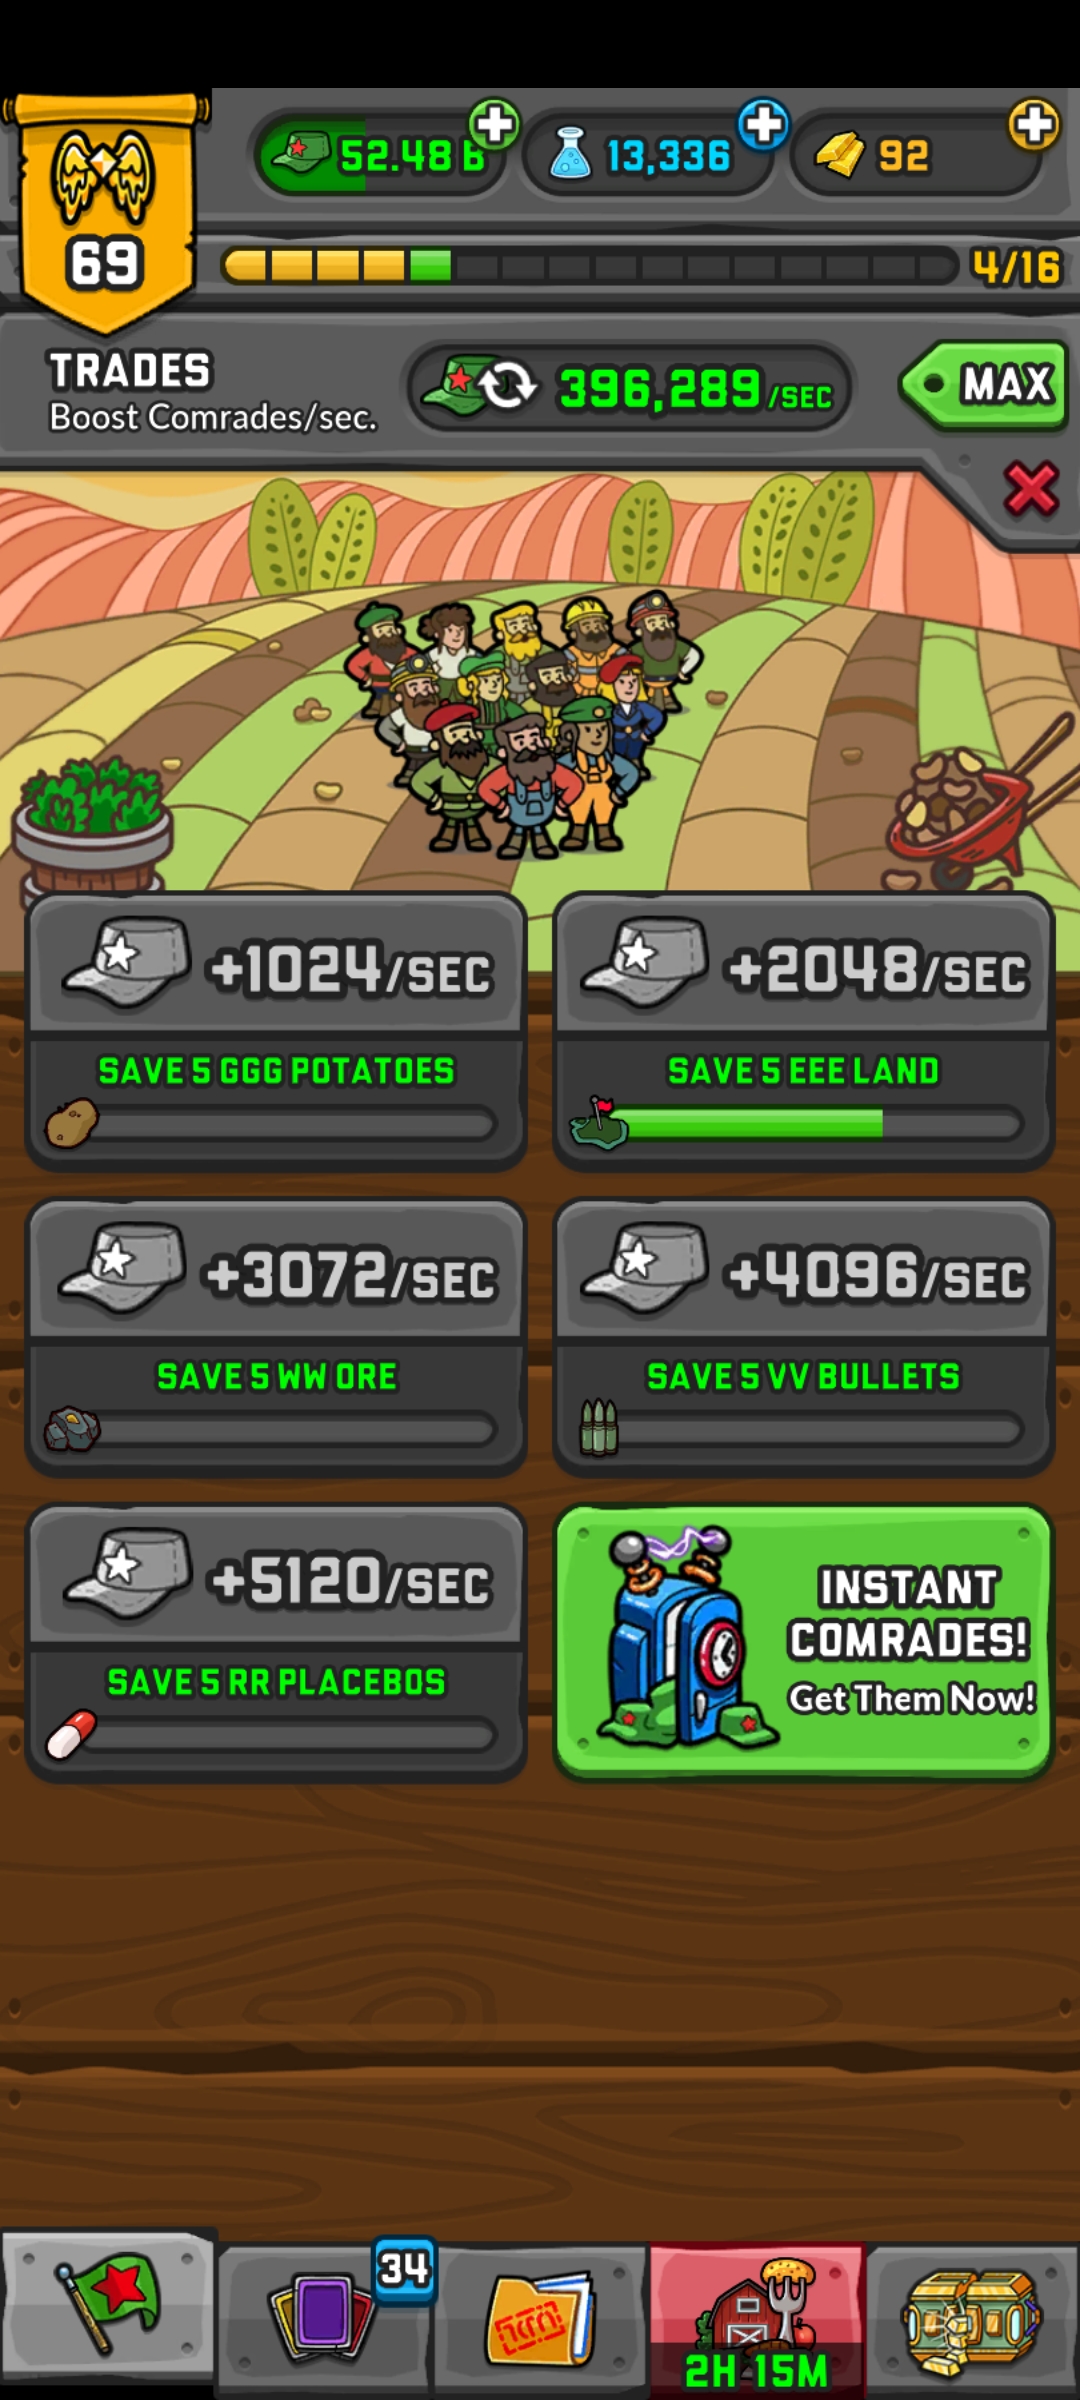 52.48 B
13,336
92
69
4/16
TRADES
Boost Comrades/sec.
396,289/SEC
MAX
+1024/SEC
+2048/SEC
SAVE 5 GGG POTATOES
SAVE 5 EEE LAND
+3072/SEC
+4096/SEC
SAVE 5 WW ORE
SAVE 5 VV BULLETS
+5120/SEC
INSTANT
COMRADES!
Get Them Now!
SAVE 5 RR PLACEBOS
34
2H 15M